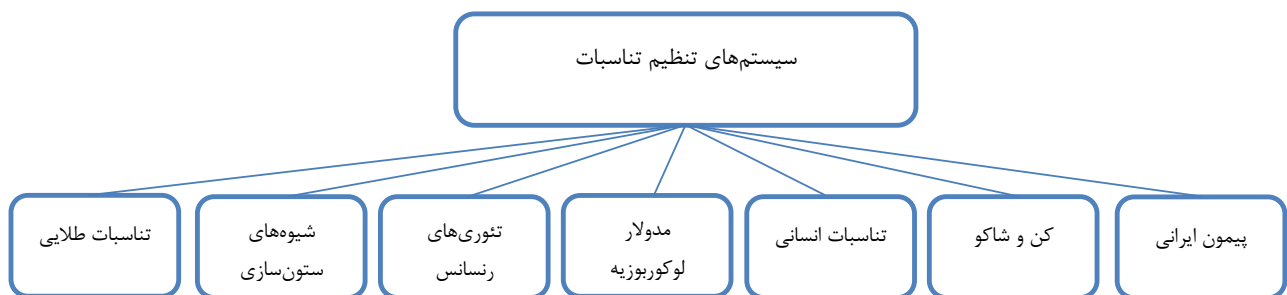 سیستم‌های تنظیم تناسبات
پیمون ایرانی
کن و شاکو
تناسبات انسانی
مدولار
لوکوربوزیه
تئوری‌های
رنسانس
شیوه‌های
ستون‌سازی
تناسبات طلایی